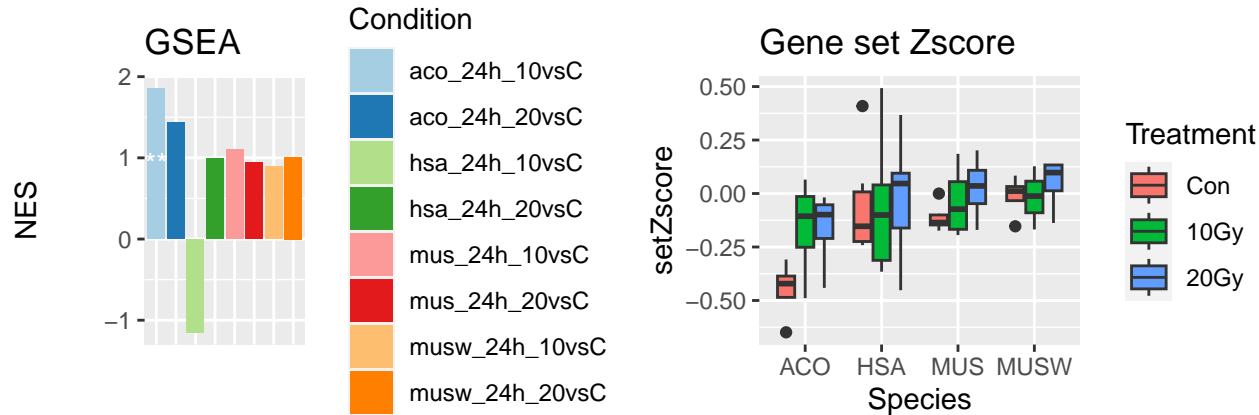 GSEA
NES
2
1
0
−1
**
Condition
aco_24h_10vsC
aco_24h_20vsC
hsa_24h_10vsC
hsa_24h_20vsC
mus_24h_10vsC
mus_24h_20vsC
musw_24h_10vsC
musw_24h_20vsC
Gene set Zscore
setZscore
0.50
0.25
0.00
−0.25
−0.50
ACO HSA MUS MUSW
Species
Treatment
Con
10Gy
20Gy